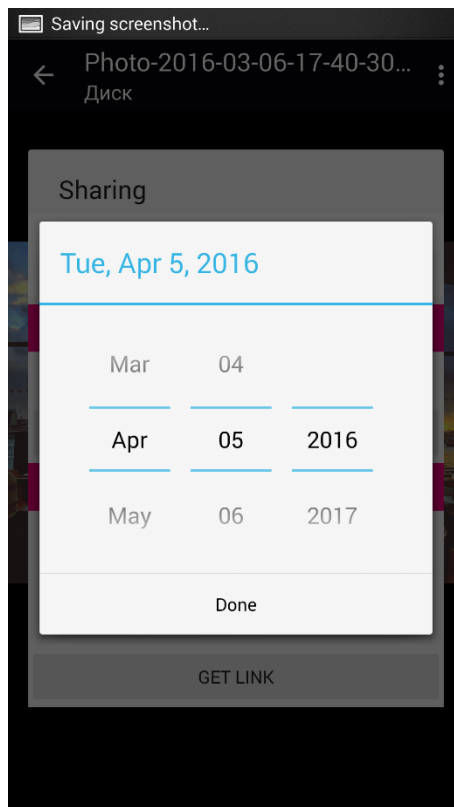 Saving screenshot...
Photo-2016-03-06-17-40-30...
Диск
Sharing
Tue, Apr 5, 2016
Mar 04
Apr 05 2016
May 06 2017
Done
GET LINK